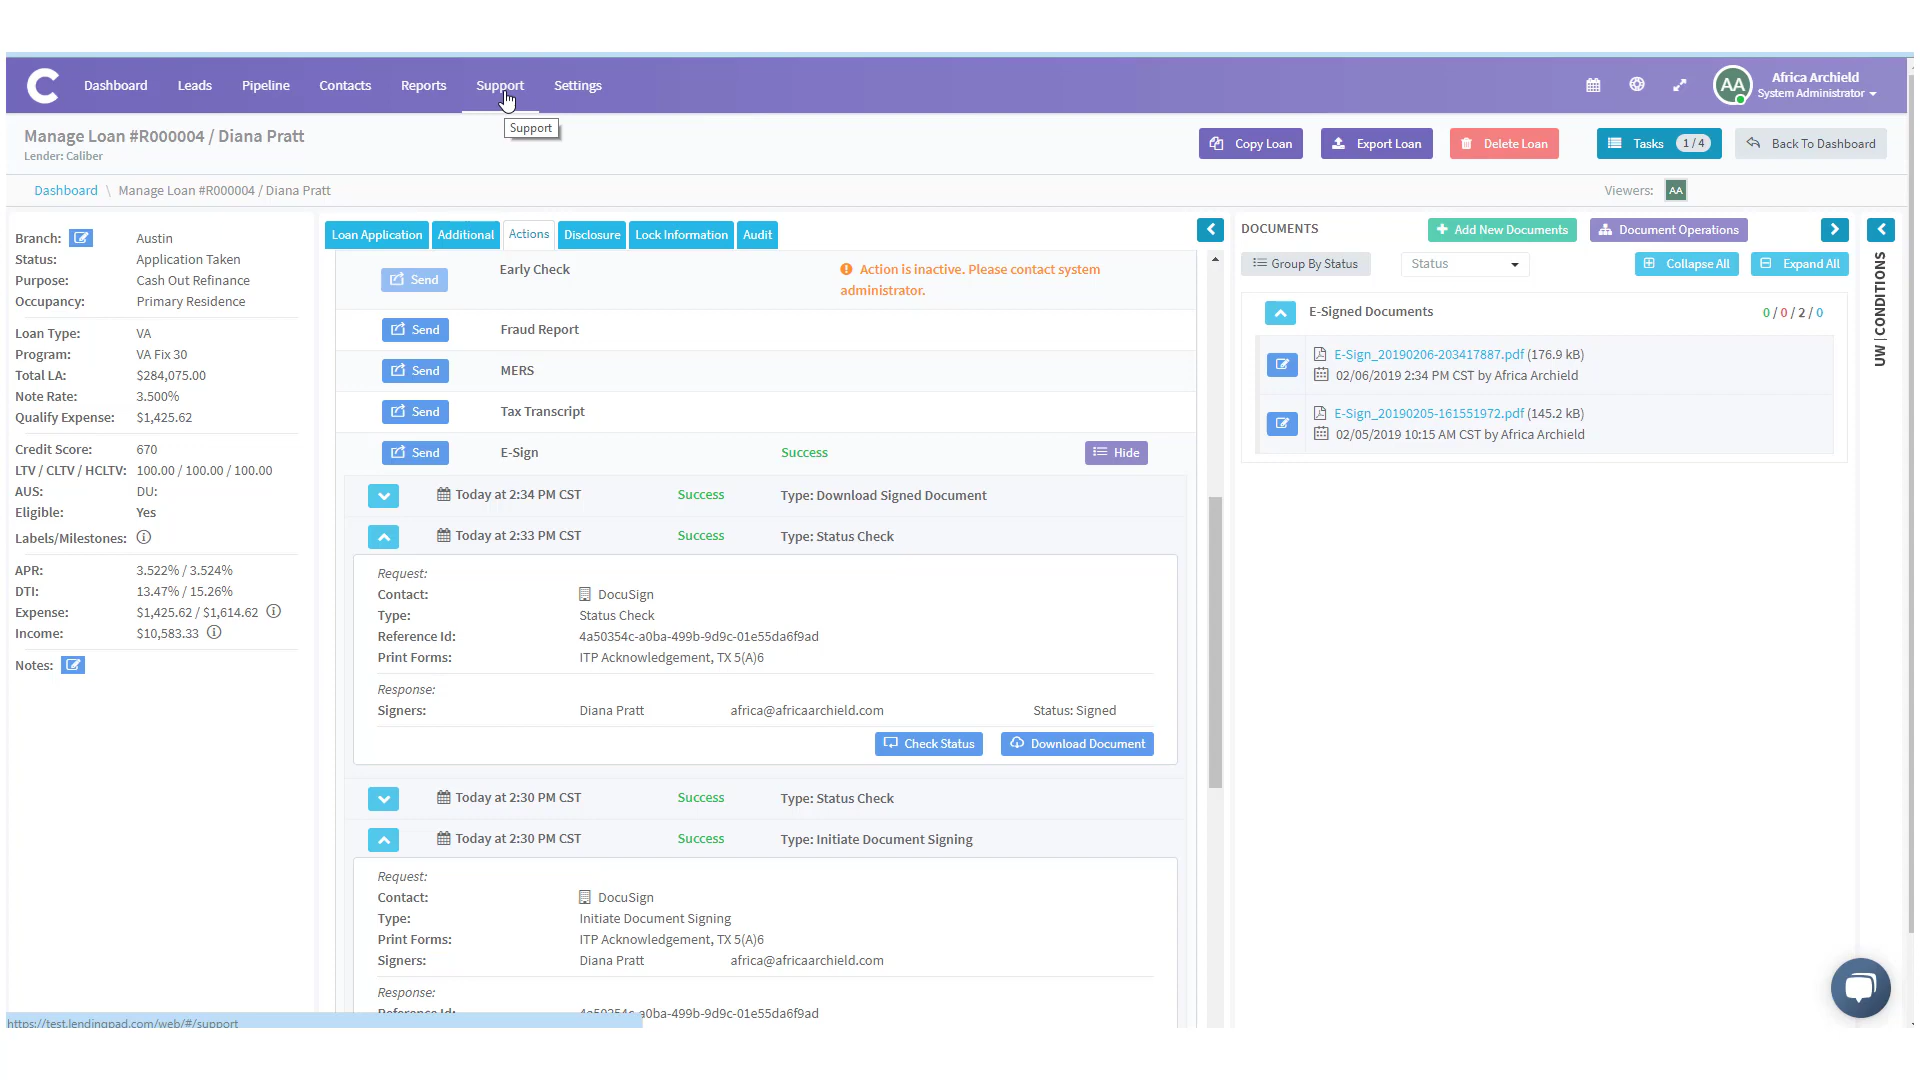 Dashboard Leads Pipeline Contacts Reports Support Settings
AA
Africa Archield
System Administrator
Support
Manage Loan #R000004 / Diana Pratt
Lender: Caliber
Copy Loan Export Loan Delete Loan Tasks 1 / 4 Back To Dashboard
Dashboard \ Manage Loan #R000004 / Diana Pratt
Viewers: AA
Branch: Austin
Status: Application Taken
Purpose: Cash Out Refinance
Occupancy: Primary Residence
Loan Type: VA
Program: VA Fix 30
Total LA: $284,075.00
Note Rate: 3.500%
Qualify Expense: $1,425.62
Credit Score: 670
LTV / CLTV / HCLTV: 100.00 / 100.00 / 100.00
AUS: DU:
Eligible: Yes
Labels/Milestones:
APR: 3.522% / 3.524%
DTI: 13.47% / 15.26%
Expense: $1,425.62 / $1,614.62
Income: $10,583.33
Notes:
Loan Application Additional Actions Disclosure Lock Information Audit
Send Early Check Action is inactive. Please contact system
administrator.
Send Fraud Report
Send MERS
Send Tax Transcript
Send E-Sign Success Hide
Today at 2:34 PM CST Success Type: Download Signed Document
Today at 2:33 PM CST Success Type: Status Check
Request:
Contact: DocuSign
Type: Status Check
Reference Id: 4a50354c-a0ba-499b-9d9c-01e55da6f9ad
Print Forms: ITP Acknowledgement, TX 5(A)6
Response:
Signers: Diana Pratt africa@africaarchield.com Status: Signed
Check Status Download Document
Today at 2:30 PM CST Success Type: Status Check
Today at 2:30 PM CST Success Type: Initiate Document Signing
Request:
Contact: DocuSign
Type: Initiate Document Signing
Print Forms: ITP Acknowledgement, TX 5(A)6
Signers: Diana Pratt africa@africaarchield.com
Response:
Reference Id: 4a50354c-a0ba-499b-9d9c-01e55da6f9ad
DOCUMENTS Add New Documents Document Operations
Group By Status Status Collapse All Expand All
E-Signed Documents 0 / 0 / 2 / 0
E-Sign_20190206-203417887.pdf (176.9 kB)
02/06/2019 2:34 PM CST by Africa Archield
E-Sign_20190205-161551972.pdf (145.2 kB)
02/05/2019 10:15 AM CST by Africa Archield
UW | CONDITIONS
https://test.lendingpad.com/web/#/support